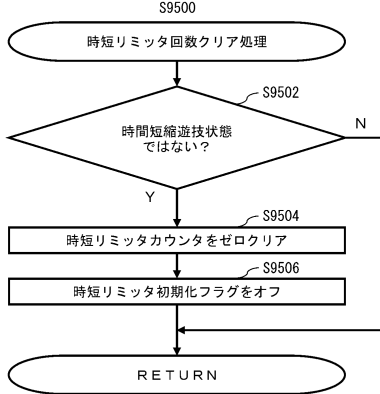 S9500
時短リミッタ回数クリア処理
S9502
時間短縮遊技状態
ではない？
N
Y
S9504
時短リミッタカウンタをゼロクリア
S9506
時短リミッタ初期化フラグをオフ
RETURN